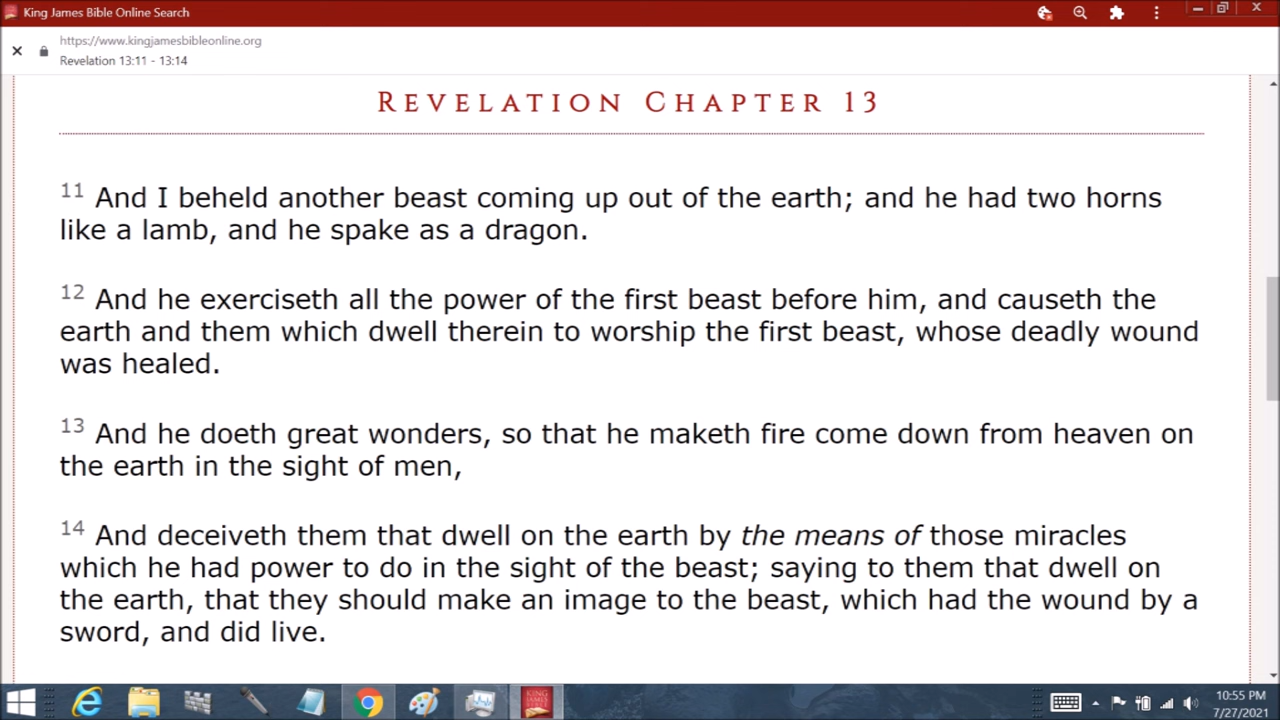 King James Bible Online Search
https://www.kingjamesbibleonline.org
Revelation 13:11 - 13:14
REVELATION CHAPTER 13
11 And I beheld another beast coming up out of the earth; and he had two horns
like a lamb, and he spake as a dragon.
12 And he exerciseth all the power of the first beast before him, and causeth the
earth and them which dwell therein to worship the first beast, whose deadly wound
was healed.
13 And he doeth great wonders, so that he maketh fire come down from heaven on
the earth in the sight of men,
14 And deceiveth them that dwell on the earth by the means of those miracles
which he had power to do in the sight of the beast; saying to them that dwell on
the earth, that they should make an image to the beast, which had the wound by a
sword, and did live.
KING
JAMES
BIBLE
10:55 PM
7/27/2021